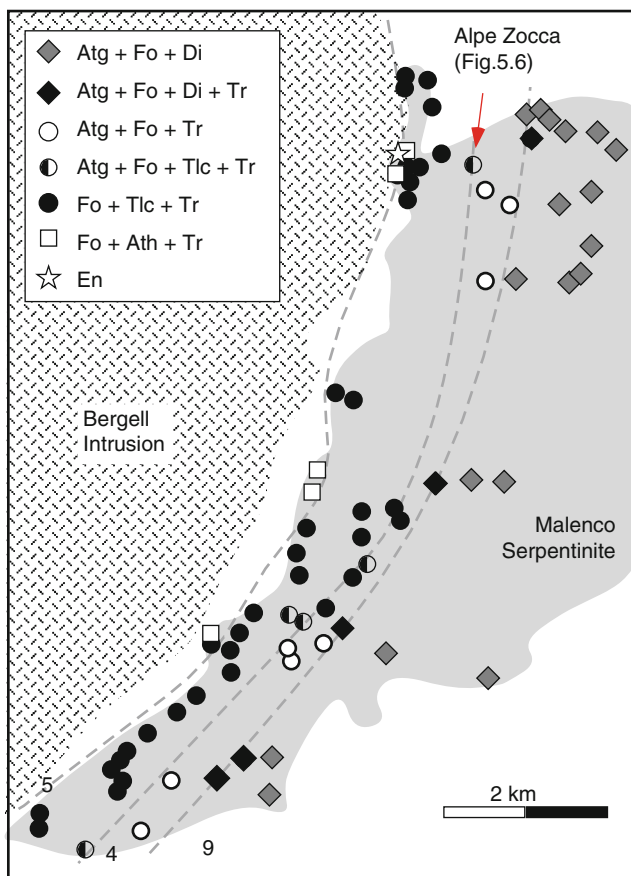 Atg + Fo + Di
Atg + Fo + Di + Tr
Atg + Fo + Tr
Atg + Fo + Tlc + Tr
Fo + Tlc + Tr
Fo + Ath + Tr
En
Alpe Zocca
(Fig.5.6)
Bergell
Intrusion
Malenco
Serpentinite
2 km
5
4
9